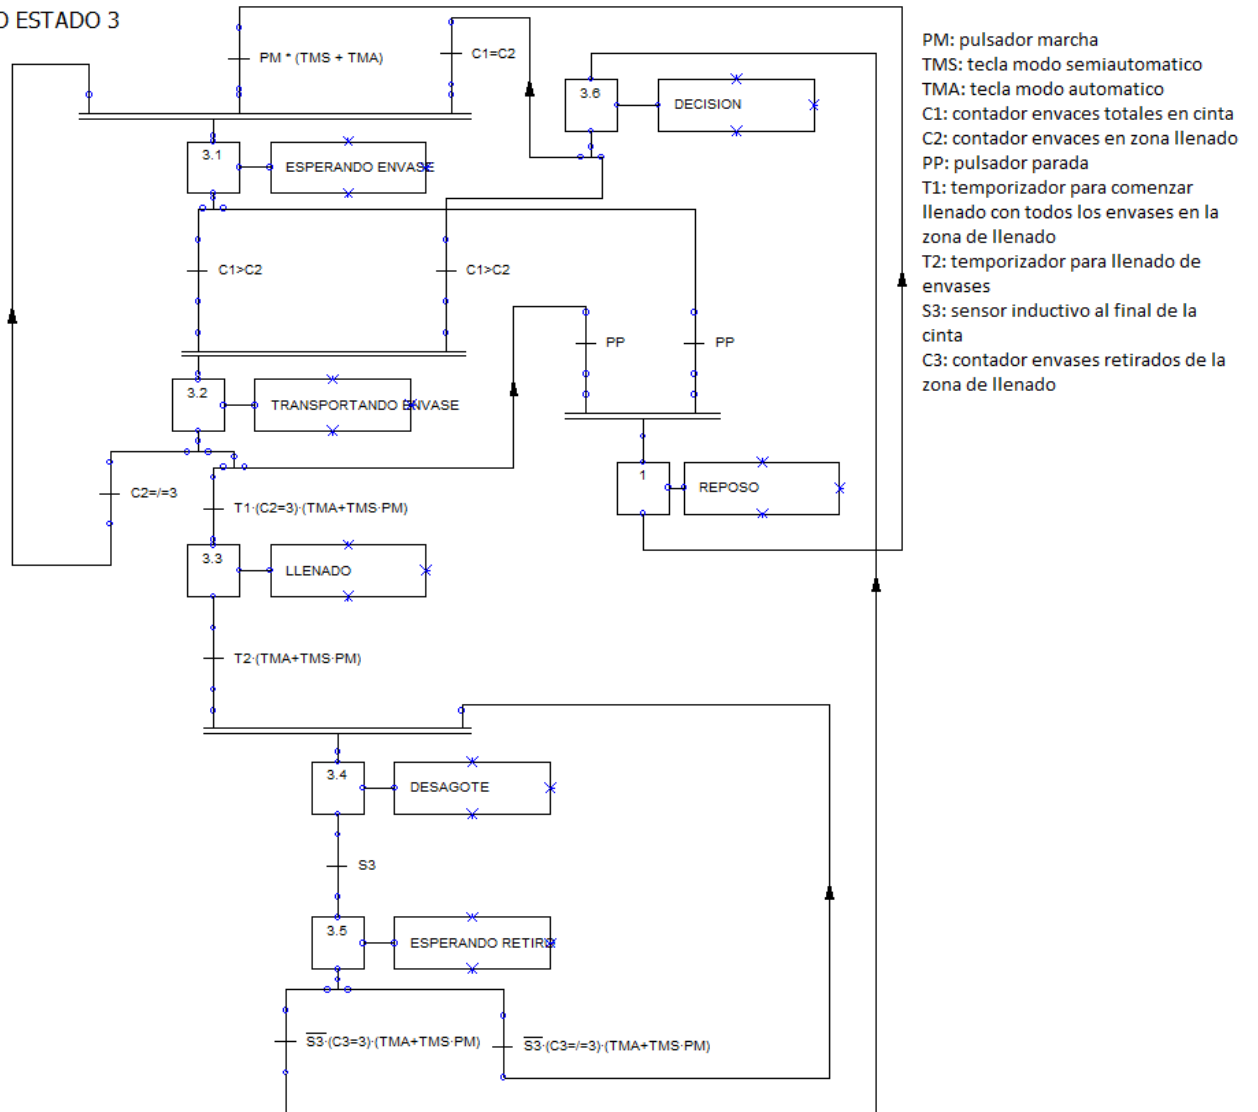 O ESTADO 3
PM * (TMS + TMA)
C1=C2
3.6
DECISION
3.1
ESPERANDO ENVASE
C1>C2
C1>C2
PP
PP
3.2
TRANSPORTANDO ENVASE
1
REPOSO
C2=/=3
T1·(C2=3)·(TMA+TMS·PM)
3.3
LLENADO
T2·(TMA+TMS·PM)
3.4
DESAGOTE
S3
3.5
ESPERANDO RETIRO
S3·(C3=3)·(TMA+TMS·PM)
S3·(C3=/=3)·(TMA+TMS·PM)
PM: pulsador marcha
TMS: tecla modo semiautomatico
TMA: tecla modo automatico
C1: contador envaces totales en cinta
C2: contador envaces en zona llenado
PP: pulsador parada
T1: temporizador para comenzar
llenado con todos los envases en la
zona de llenado
T2: temporizador para llenado de
envases
S3: sensor inductivo al final de la
cinta
C3: contador envases retirados de la
zona de llenado